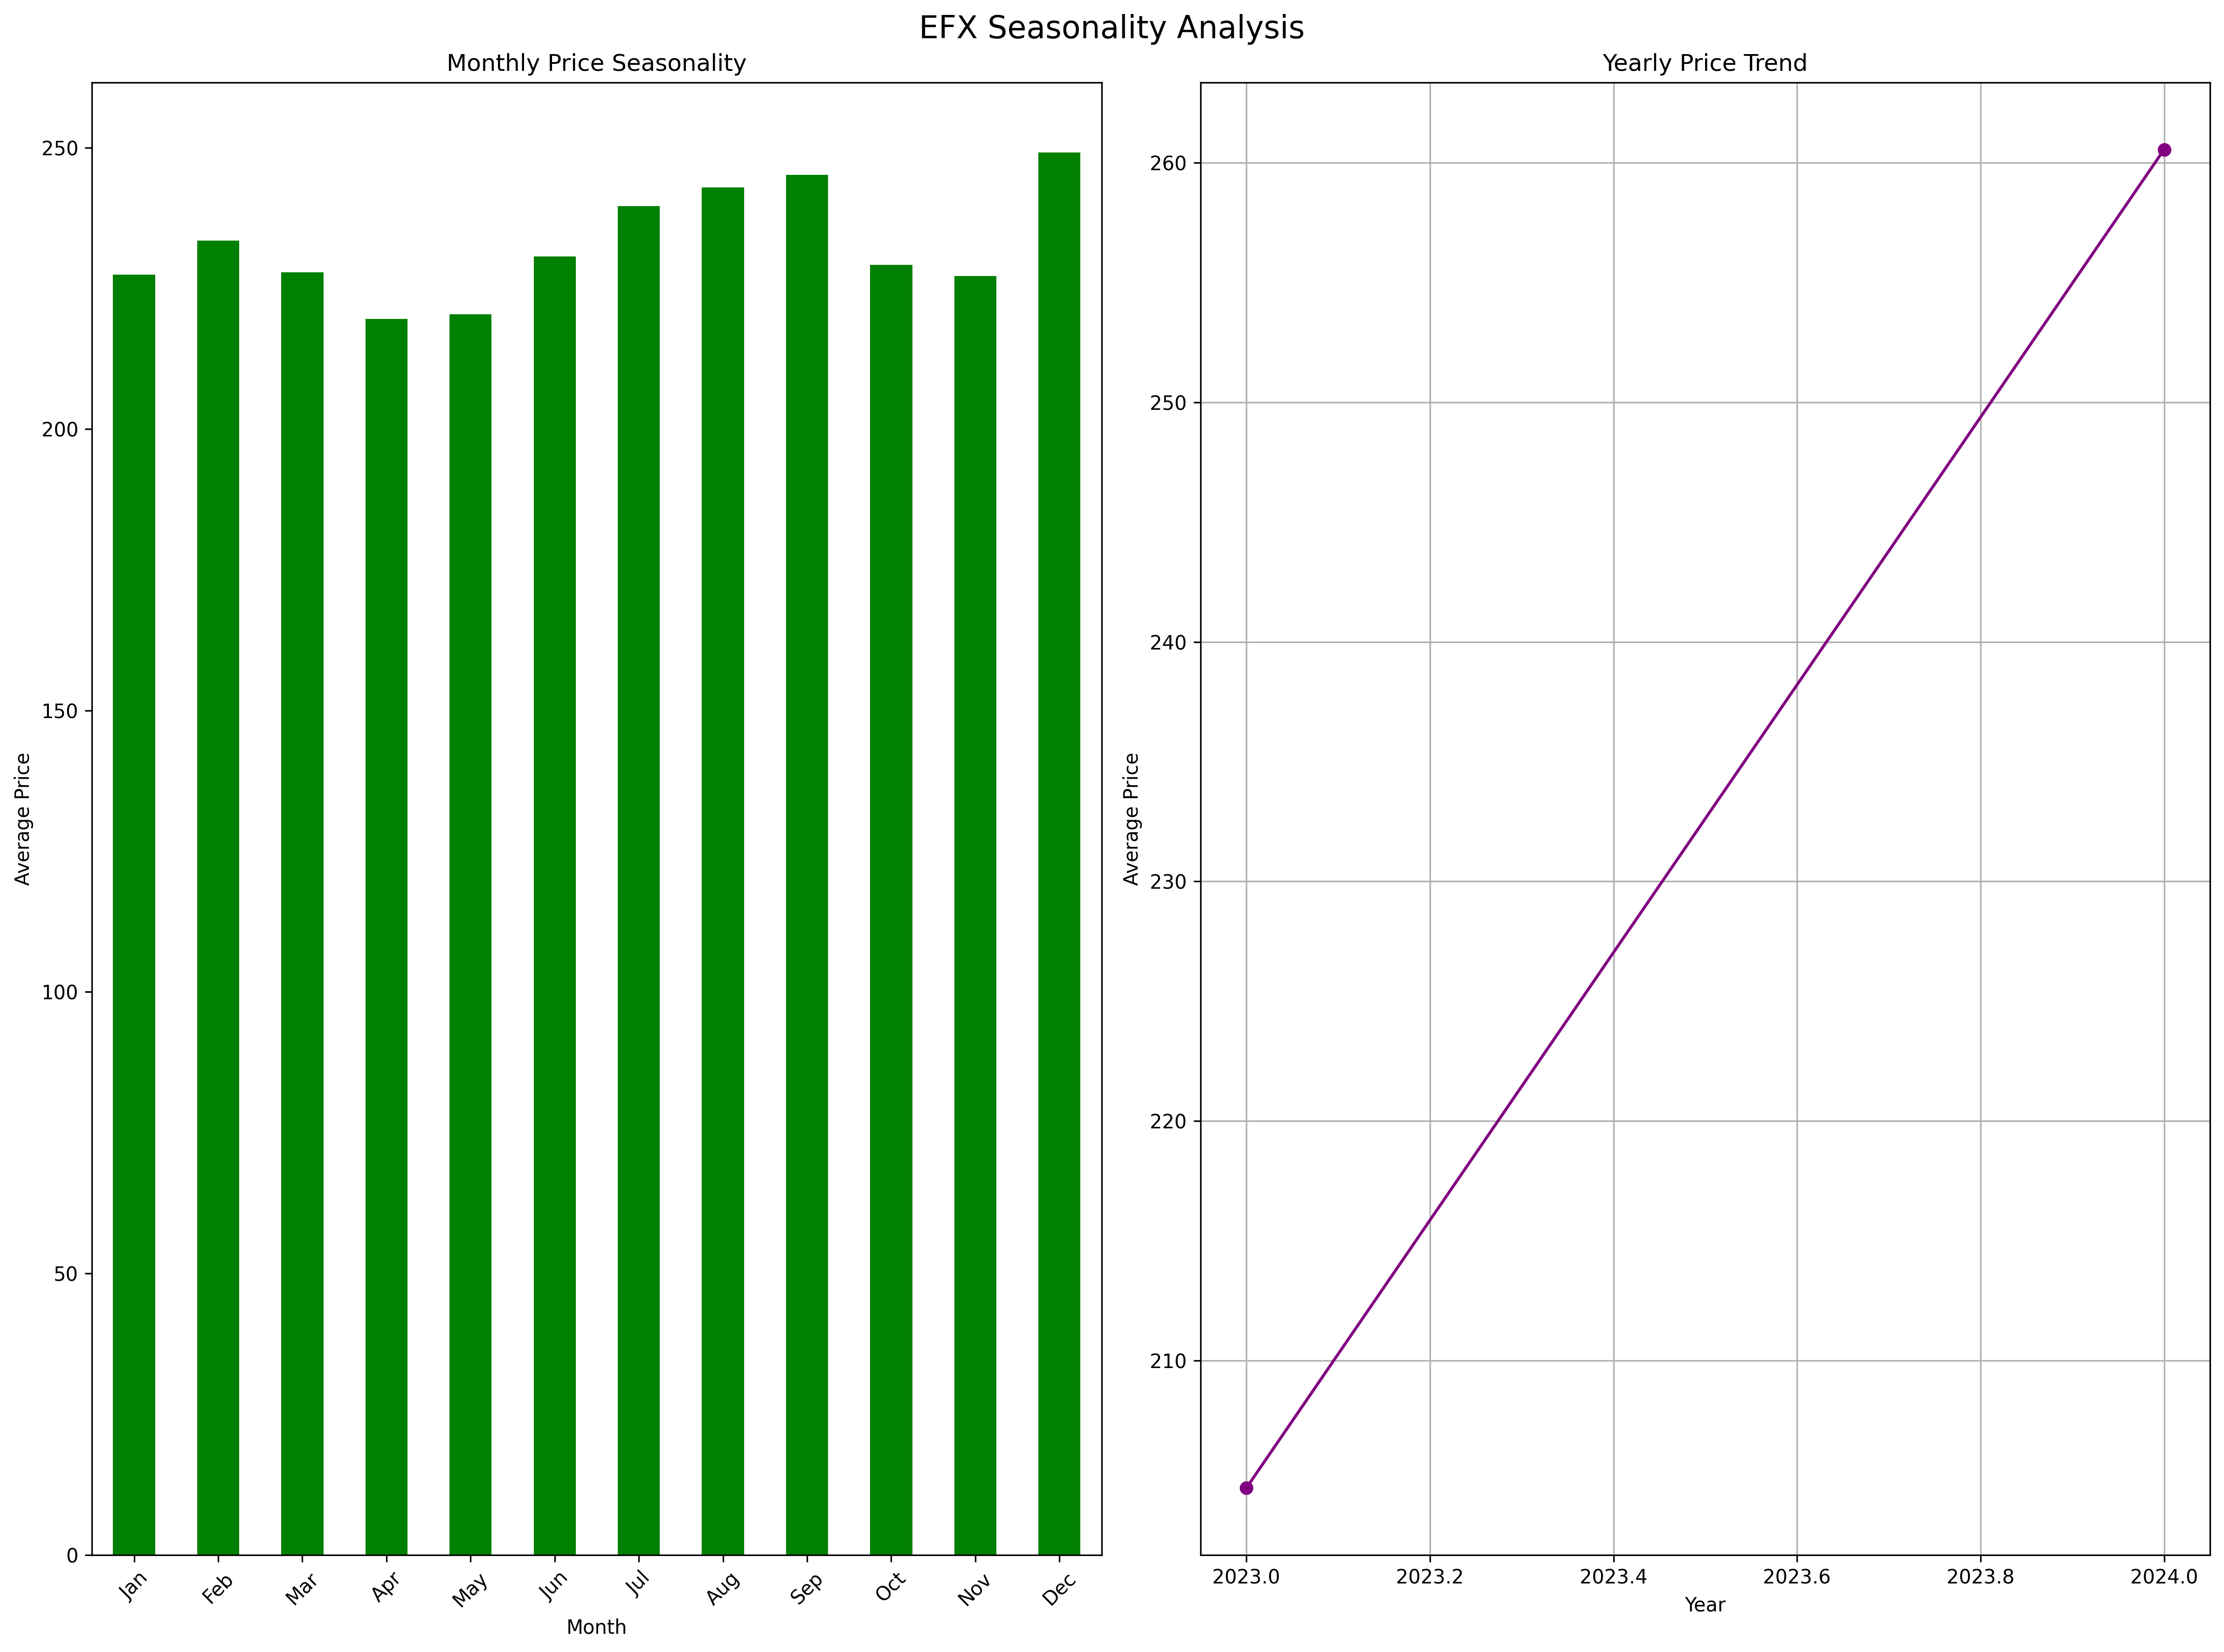 EFX Seasonality Analysis
Monthly Price Seasonality
Average Price
250
200
150
100
50
0
Jan Feb Mar Apr May Jun Jul Aug Sep Oct Nov Dec
Month
Yearly Price Trend
Average Price
260
250
240
230
220
210
2023.0 2023.2 2023.4 2023.6 2023.8 2024.0
Year